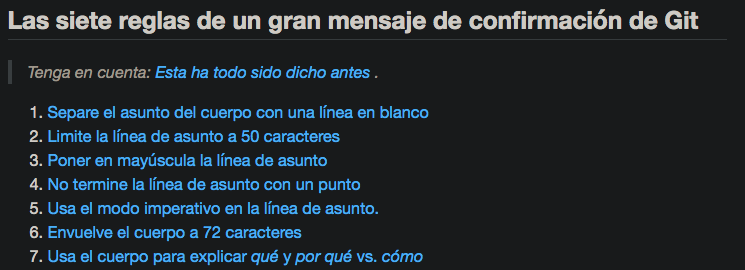 Las siete reglas de un gran mensaje de confirmación de Git
Tenga en cuenta: Esta ha todo sido dicho antes .
1. Separe el asunto del cuerpo con una línea en blanco
2. Limite la línea de asunto a 50 caracteres
3. Poner en mayúscula la línea de asunto
4. No termine la línea de asunto con un punto
5. Usa el modo imperativo en la línea de asunto.
6. Envuelve el cuerpo a 72 caracteres
7. Usa el cuerpo para explicar qué y por qué vs. cómo